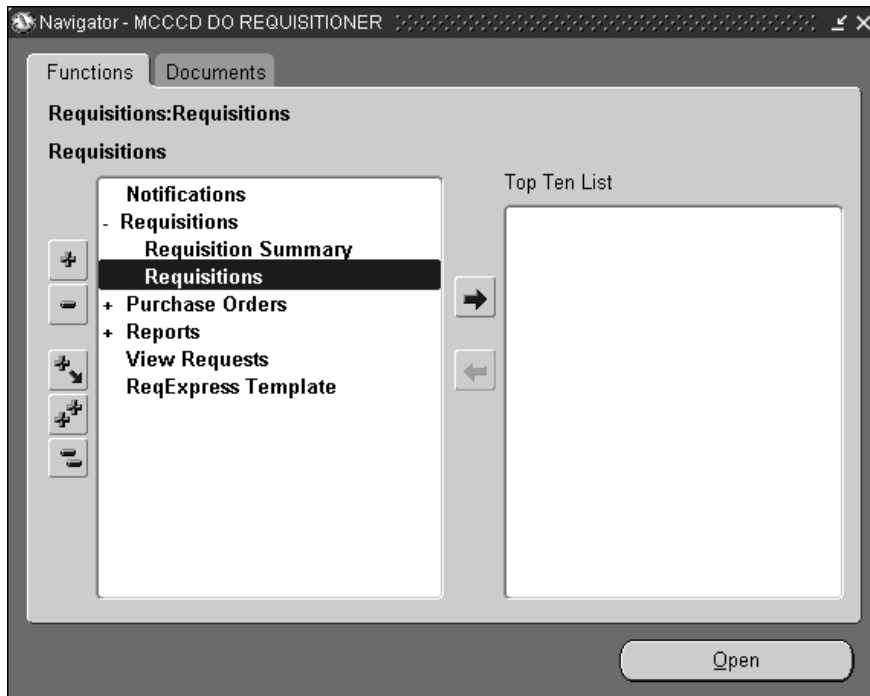 Navigator - MCCCD DO REQUISITIONER
Functions
Documents
Requisitions:Requisitions
Requisitions
Top Ten List
Notifications
- Requisitions
Requisition Summary
Requisitions
+ Purchase Orders
+ Reports
View Requests
ReqExpress Template
Open